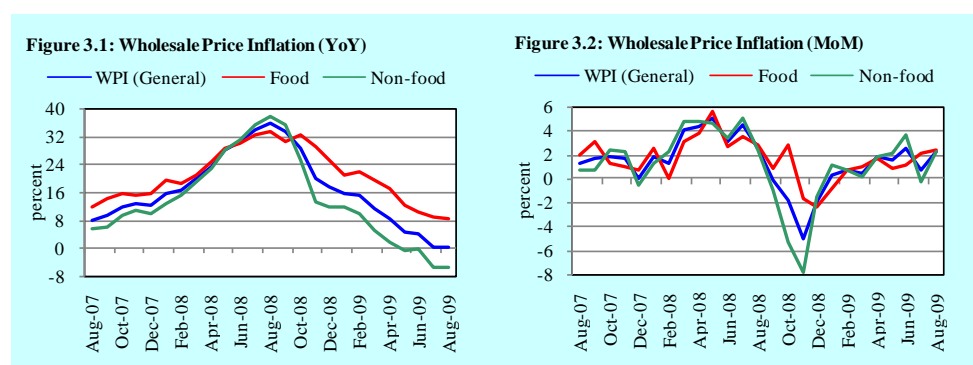 Figure 3.1: Wholesale Price Inflation (YoY)
WPI (General) Food Non-food
40
32
24
16
8
0
-8
percent
Aug-07 Oct-07 Dec-07 Feb-08 Apr-08 Jun-08 Aug-08 Oct-08 Dec-08 Feb-09 Apr-09 Jun-09 Aug-09
Figure 3.2: Wholesale Price Inflation (MoM)
WPI (General) Food Non-food
6
4
2
0
-2
-4
-6
-8
percent
Aug-07 Oct-07 Dec-07 Feb-08 Apr-08 Jun-08 Aug-08 Oct-08 Dec-08 Feb-09 Apr-09 Jun-09 Aug-09